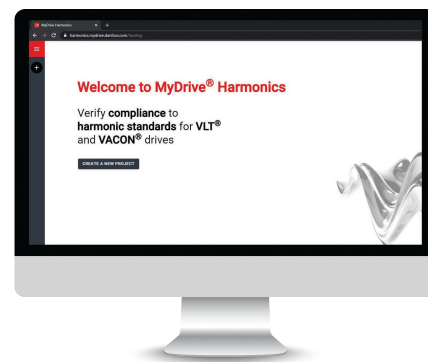 MyDrive Harmonics
harmonics.mydrive.danfoss.com/landing
Welcome to MyDrive® Harmonics
Verify compliance to
harmonic standards for VLT®
and VACON® drives
CREATE A NEW PROJECT